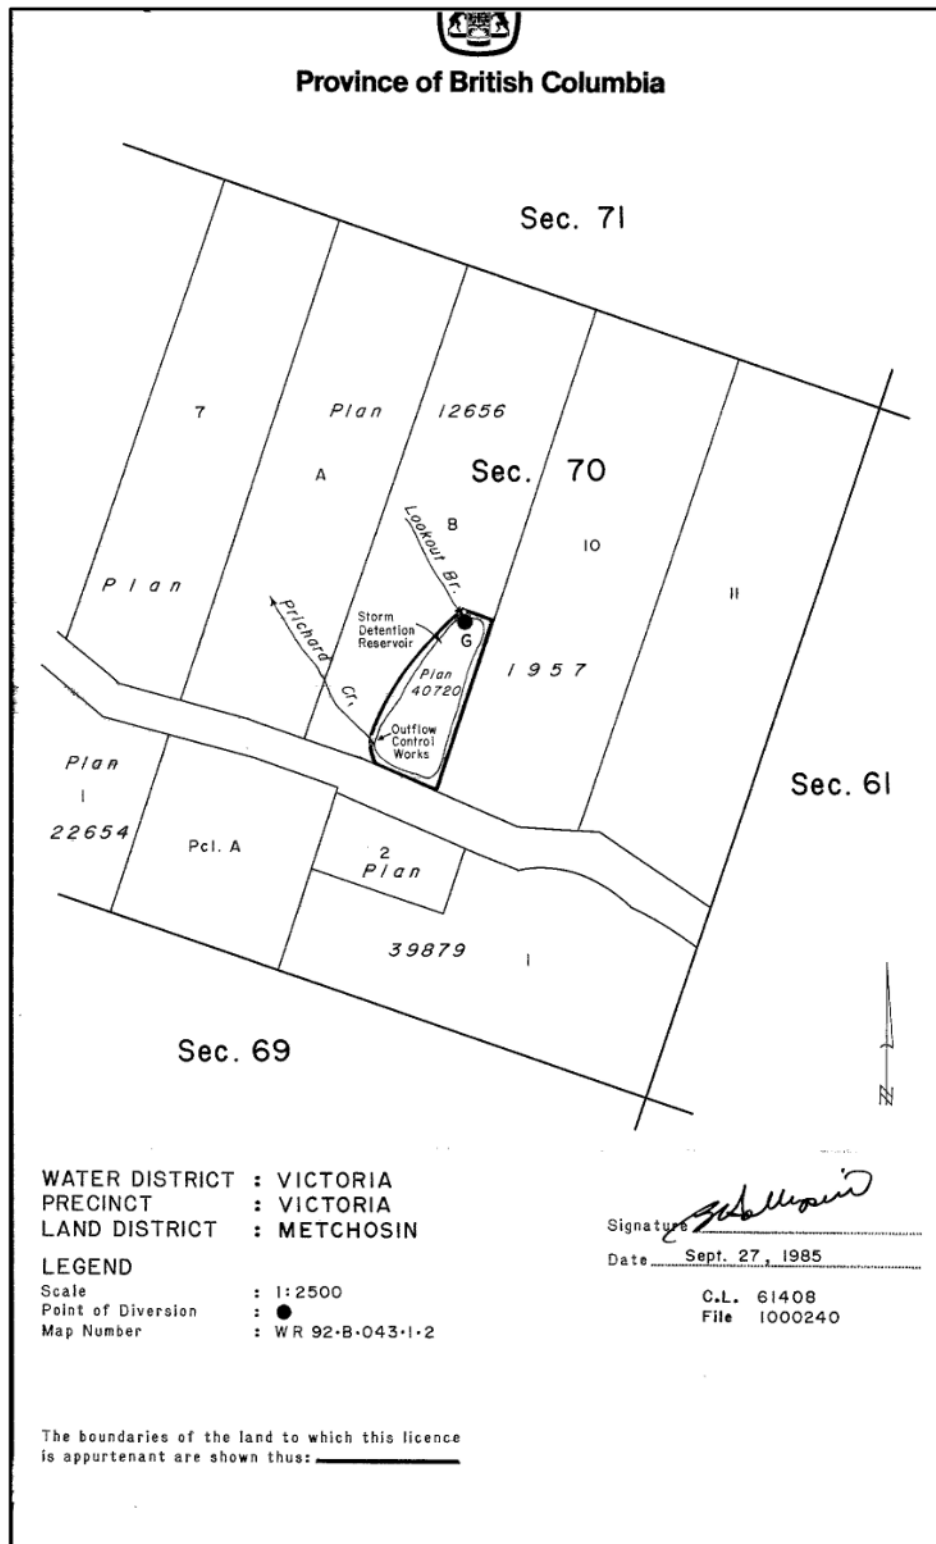 Province of British Columbia
Sec. 71
7
Plan 12656
A
Sec. 70
Lookout Br.
B
10
Plan
11
Prichard Cr.
Storm
Detention
Reservoir
G
Plan
40720
1957
Outflow
Control
Works
Plan
1
22654
Pcl. A
2
Plan
Sec. 61
39879
1
Sec. 69
N
WATER DISTRICT : VICTORIA
PRECINCT : VICTORIA
LAND DISTRICT : METCHOSIN
Signature
Date Sept. 27, 1985
LEGEND
Scale : 1:2500
Point of Diversion :
Map Number : WR 92·B·043·1·2
C.L. 61408
File 1000240
The boundaries of the land to which this licence
is appurtenant are shown thus: